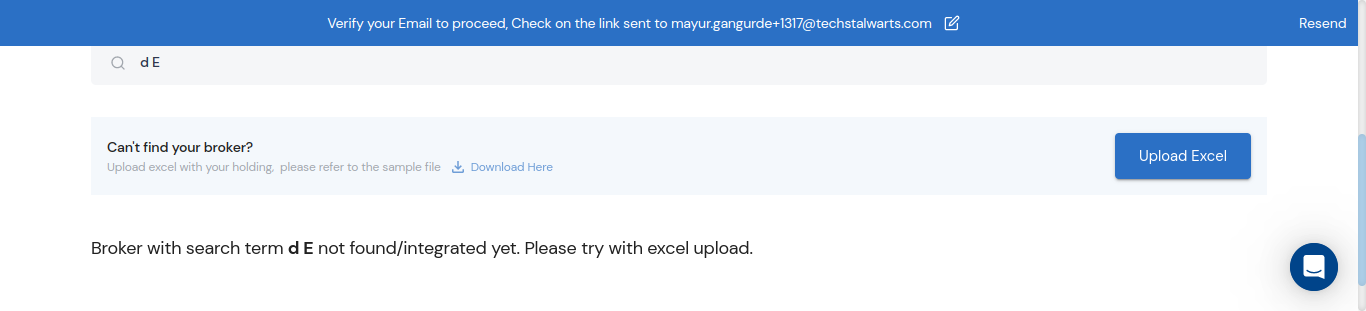 Verify your Email to proceed, Check on the link sent to mayur.gangurde+1317@techstalwarts.com
Resend
d E
Can't find your broker?
Upload excel with your holding, please refer to the sample file Download Here
Upload Excel
Broker with search term d E not found/integrated yet. Please try with excel upload.